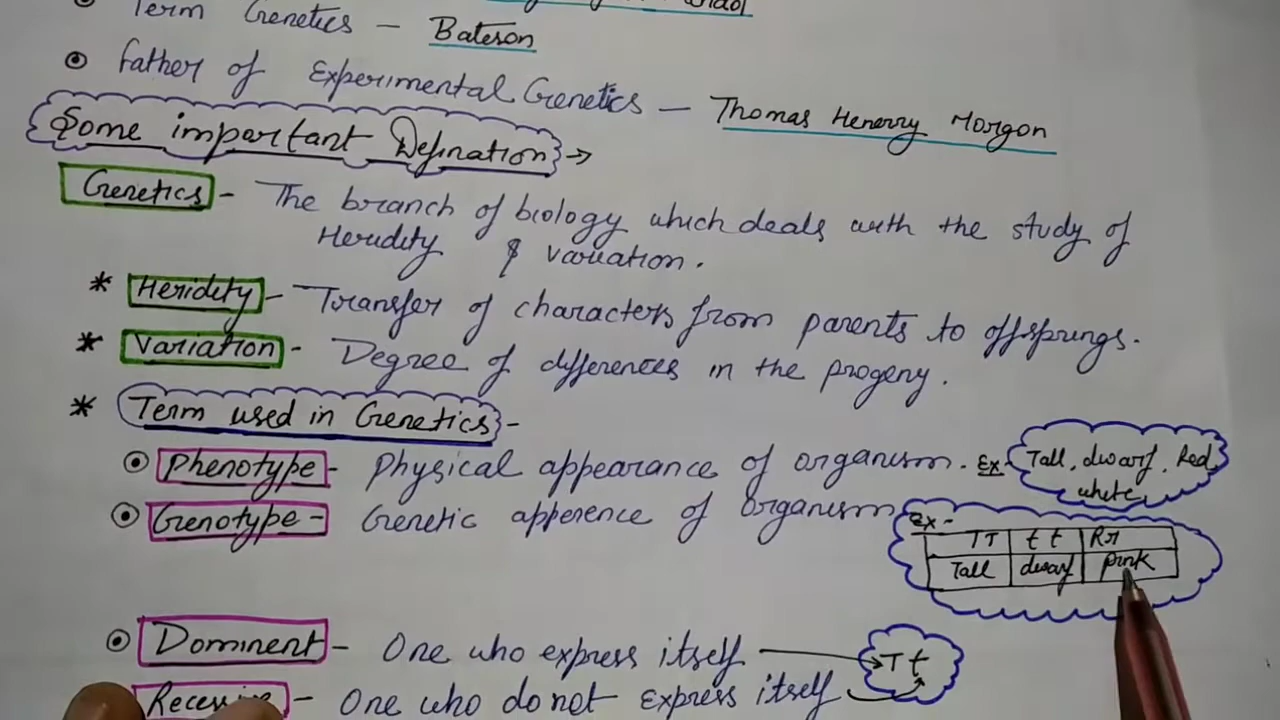 Term Genetics - Bateson
Father of Experimental Genetics - Thomas Henerry Morgon
Some important Defination →
Genetics - The branch of biology which deals with the study of
Heridity & variation.
* Heridity - Transfer of characters from parents to offsprings.
* Variation - Degree of differences in the progeny.
* Term used in Genetics -
Phenotype - Physical appearance of organism. Ex Tall, dwarf, Red,
white
Genotype - Genetic apperence of organism Ex -
TT tt Rr
Tall dwarf pink
Dominent - One who express itself → Tt
Recessive - One who do not express itself